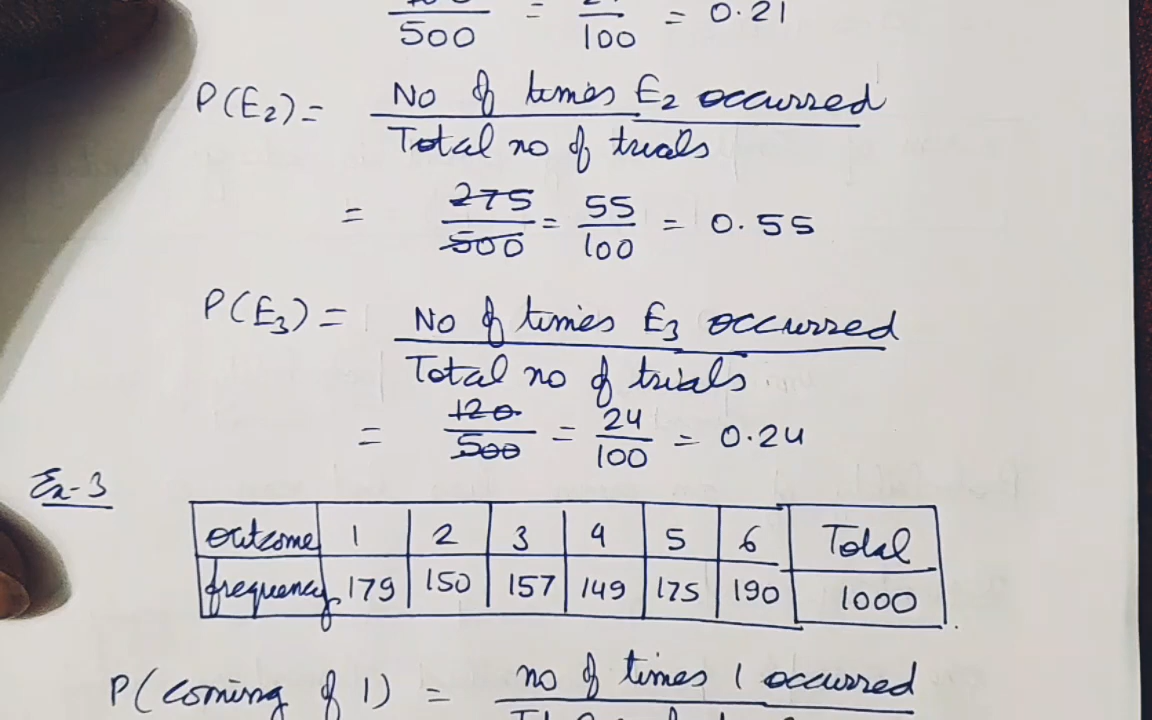 500 = 100 = 0.21
P(E2) = No of times E2 occurred
Total no of trials
= 275/500 = 55/100 = 0.55
P(E3) = No of times E3 occurred
Total no of trials
= 120/500 = 24/100 = 0.24
Ex-3
outcome 1 2 3 4 5 6 Total
frequency 179 150 157 149 175 190 1000
P(coming of 1) = no of times 1 occurred